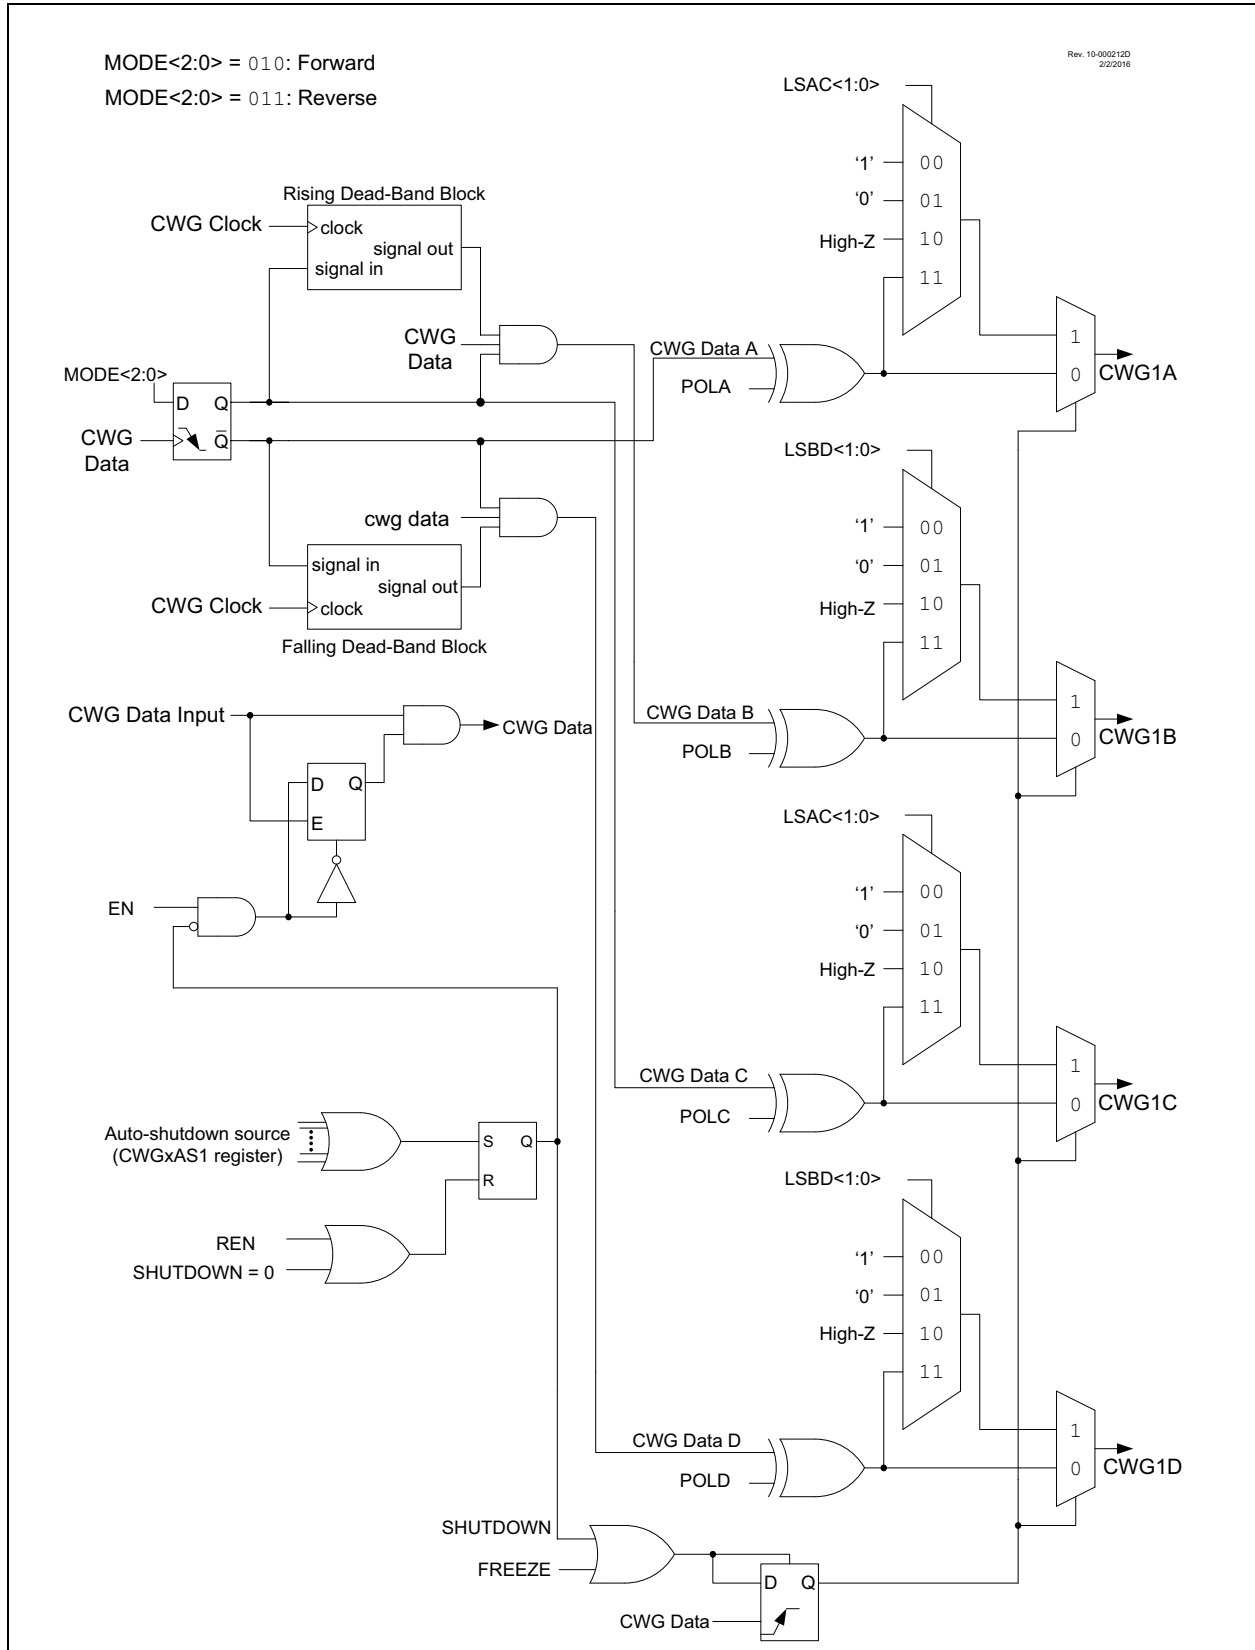 MODE<2:0> = 010: Forward
MODE<2:0> = 011: Reverse
Rev. 10-000212D
2/2/2016
LSAC<1:0>
'1'
00
'0'
01
High-Z
10
11
1
0
CWG1A
Rising Dead-Band Block
CWG Clock
clock
signal out
signal in
CWG
Data
CWG Data A
POLA
MODE<2:0>
D
Q
CWG
Data
Q
cwg data
signal in
signal out
CWG Clock
clock
Falling Dead-Band Block
LSBD<1:0>
'1'
00
'0'
01
High-Z
10
11
1
0
CWG1B
CWG Data B
POLB
CWG Data Input
CWG Data
D
Q
E
EN
LSAC<1:0>
'1'
00
'0'
01
High-Z
10
11
1
0
CWG1C
CWG Data C
POLC
Auto-shutdown source
(CWGxAS1 register)
S
Q
R
REN
SHUTDOWN = 0
LSBD<1:0>
'1'
00
'0'
01
High-Z
10
11
1
0
CWG1D
CWG Data D
POLD
SHUTDOWN
FREEZE
D
Q
CWG Data